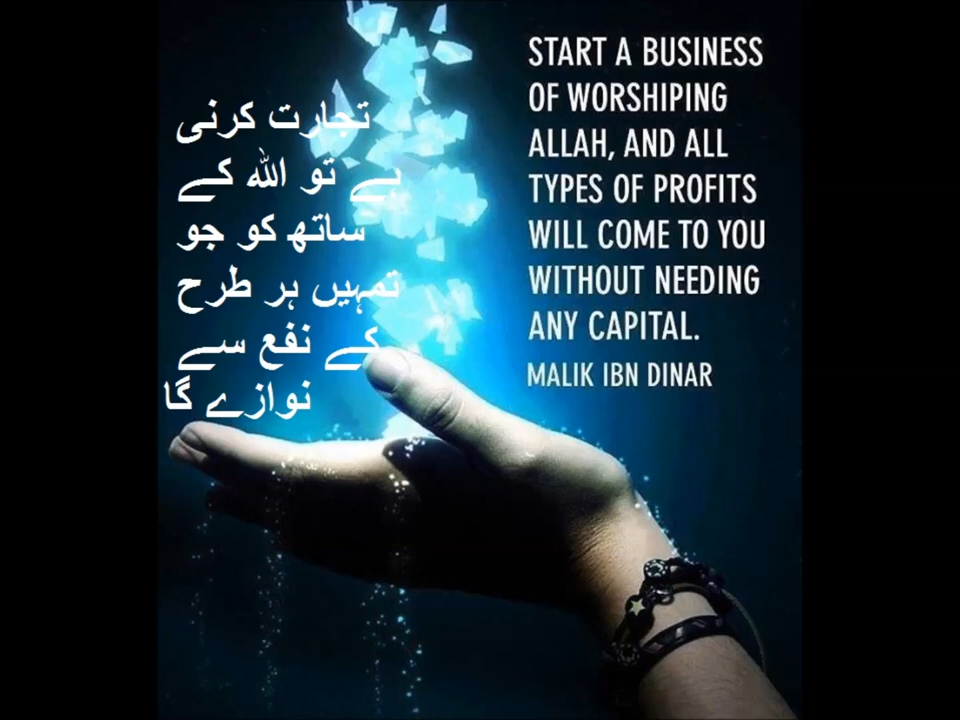 تجارت کرنی
ہے تو اللہ کے
ساتھ کو جو
تمہیں ہر طرح
کے نفع سے
نوازے گا
START A BUSINESS
OF WORSHIPING
ALLAH, AND ALL
TYPES OF PROFITS
WILL COME TO YOU
WITHOUT NEEDING
ANY CAPITAL.
MALIK IBN DINAR